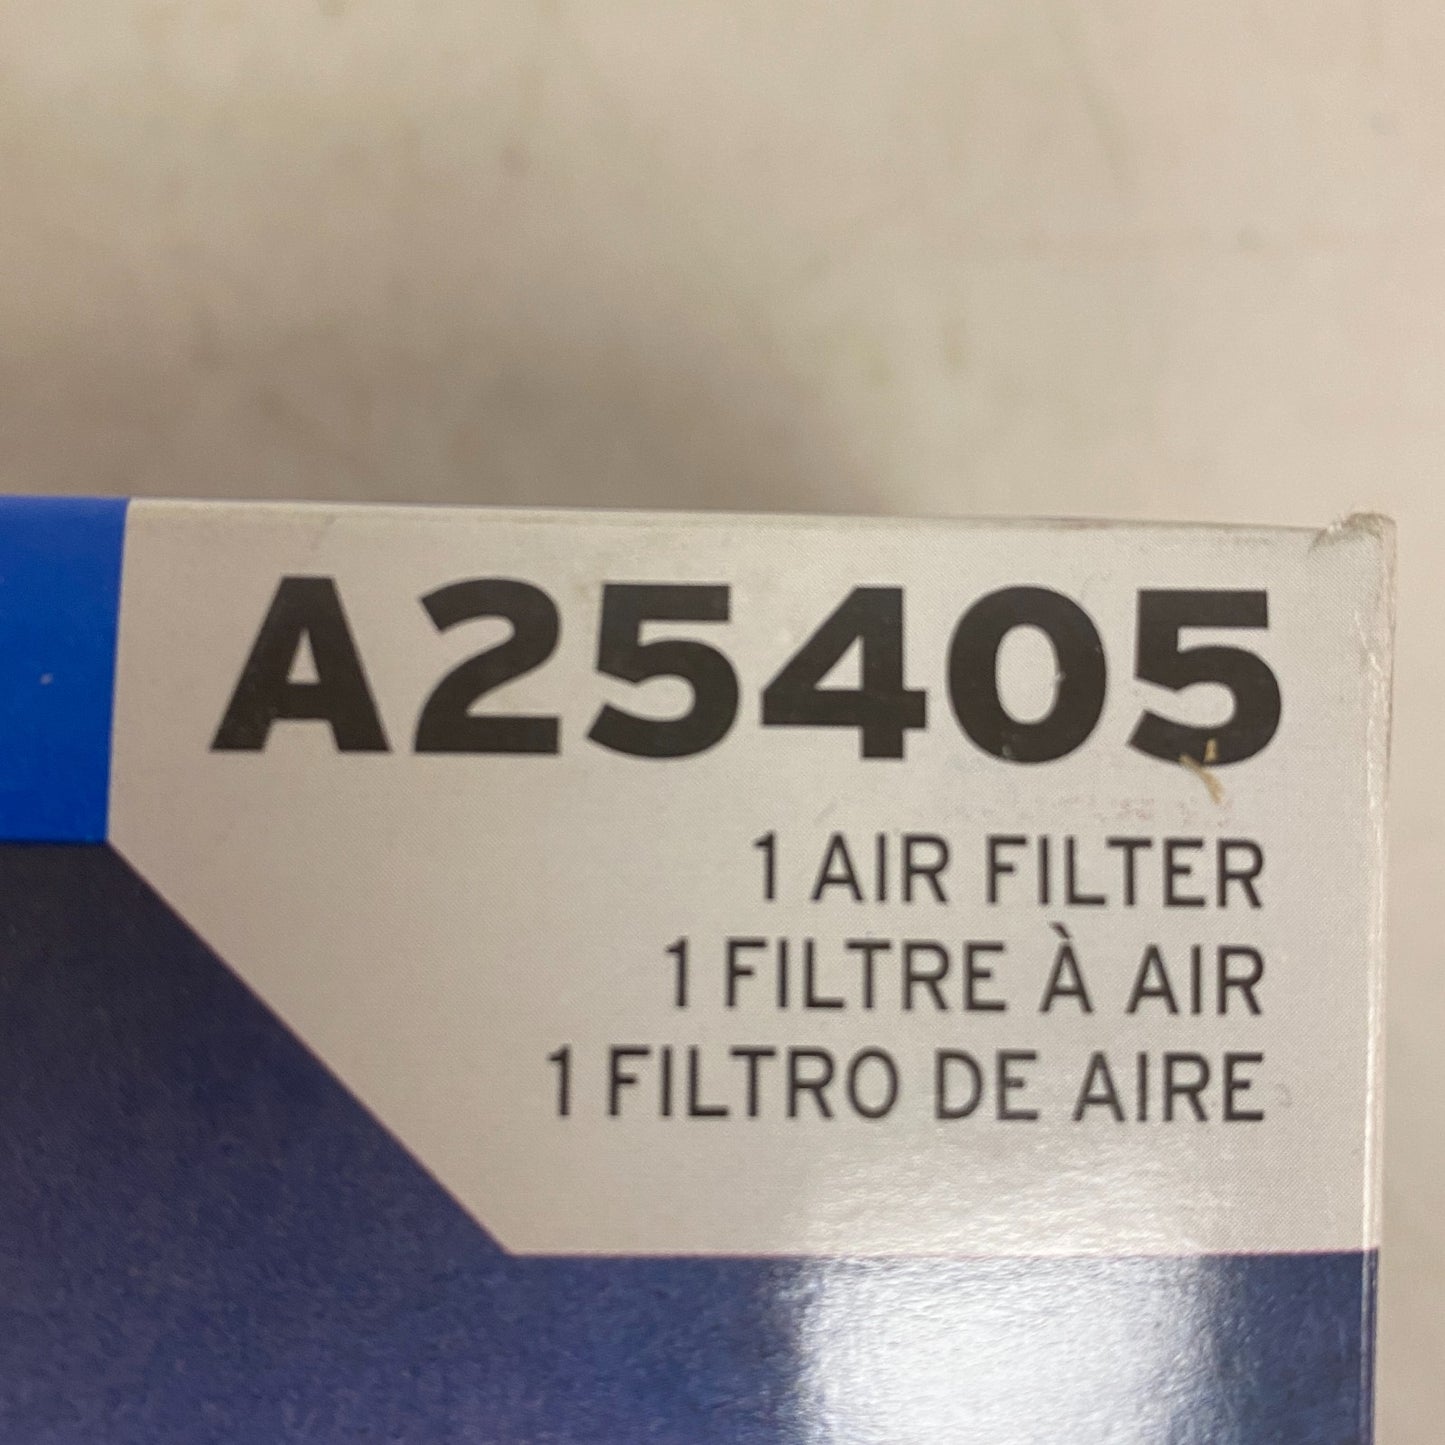 A25405
1 AIR FILTER
1 FILTRE À AIR
1 FILTRO DE AIRE